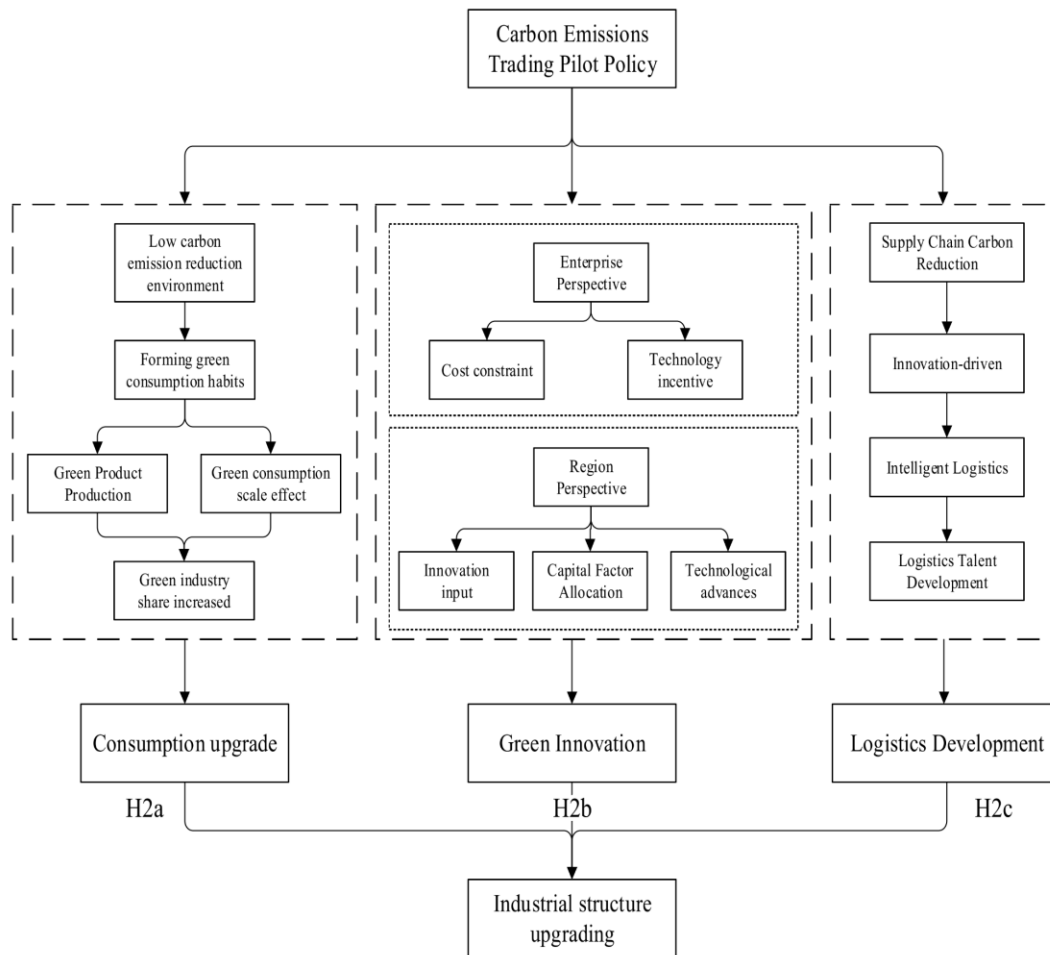 Carbon Emissions
Trading Pilot Policy
Low carbon
emission reduction
environment
Forming green
consumption habits
Green Product
Production
Green consumption
scale effect
Green industry
share increased
Enterprise
Perspective
Cost constraint
Technology
incentive
Region
Perspective
Innovation
input
Capital Factor
Allocation
Technological
advances
Supply Chain Carbon
Reduction
Innovation-driven
Intelligent Logistics
Logistics Talent
Development
Consumption upgrade
Green Innovation
Logistics Development
H2a
H2b
H2c
Industrial structure
upgrading